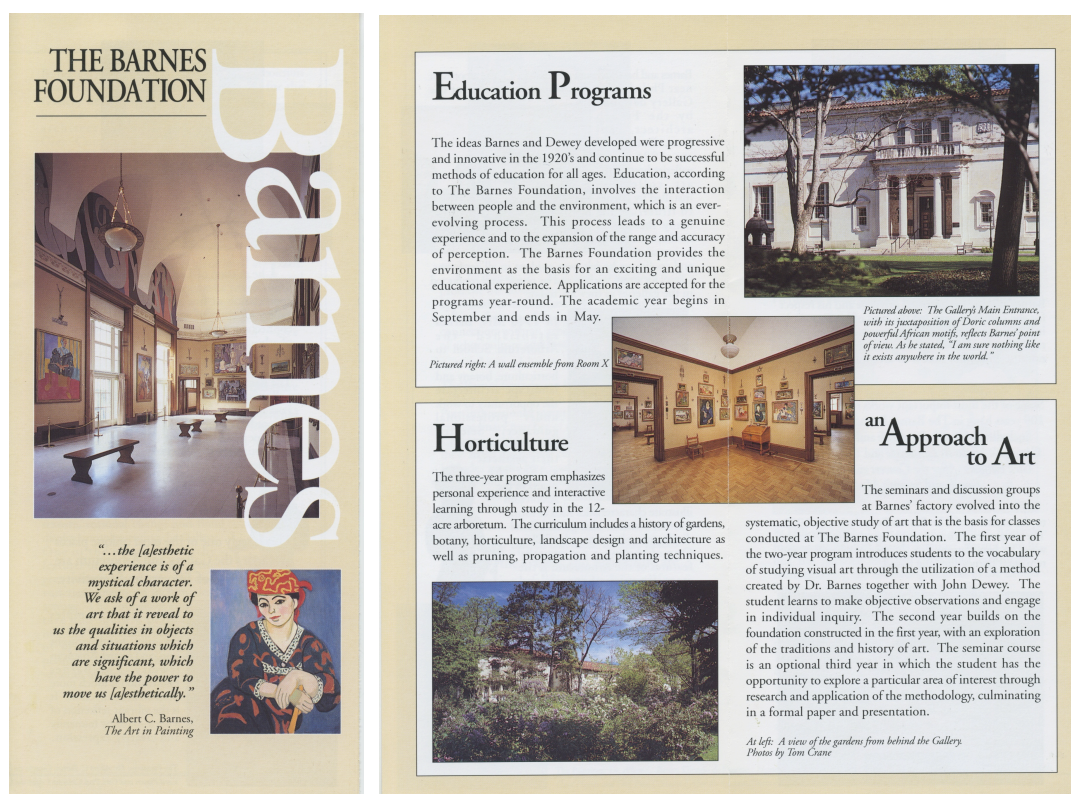 THE BARNES
FOUNDATION
Barnes
“…the [a]esthetic
experience is of a
mystical character.
We ask of a work of
art that it reveal to
us the qualities in objects
and situations which
are significant, which
have the power to
move us [a]esthetically.”
Albert C. Barnes,
The Art in Painting
Education Programs
The ideas Barnes and Dewey developed were progressive
and innovative in the 1920's and continue to be successful
methods of education for all ages. Education, according
to The Barnes Foundation, involves the interaction
between people and the environment, which is an ever-
evolving process. This process leads to a genuine
experience and to the expansion of the range and accuracy
of perception. The Barnes Foundation provides the
environment as the basis for an exciting and unique
educational experience. Applications are accepted for the
programs year-round. The academic year begins in
September and ends in May.
Pictured right: A wall ensemble from Room X
Pictured above: The Gallery's Main Entrance,
with its juxtaposition of Doric columns and
powerful African motifs, reflects Barnes' point
of view. As he stated, "I am sure nothing like
it exists anywhere in the world."
Horticulture
The three-year program emphasizes
personal experience and interactive
learning through study in the 12-
acre arboretum. The curriculum includes a history of gardens,
botany, horticulture, landscape design and architecture as
well as pruning, propagation and planting techniques.
an Approach
to Art
The seminars and discussion groups
at Barnes' factory evolved into the
systematic, objective study of art that is the basis for classes
conducted at The Barnes Foundation. The first year of
the two-year program introduces students to the vocabulary
of studying visual art through the utilization of a method
created by Dr. Barnes together with John Dewey. The
student learns to make objective observations and engage
in individual inquiry. The second year builds on the
foundation constructed in the first year, with an exploration
of the traditions and history of art. The seminar course
is an optional third year in which the student has the
opportunity to explore a particular area of interest through
research and application of the methodology, culminating
in a formal paper and presentation.
At left: A view of the gardens from behind the Gallery.
Photos by Tom Crane